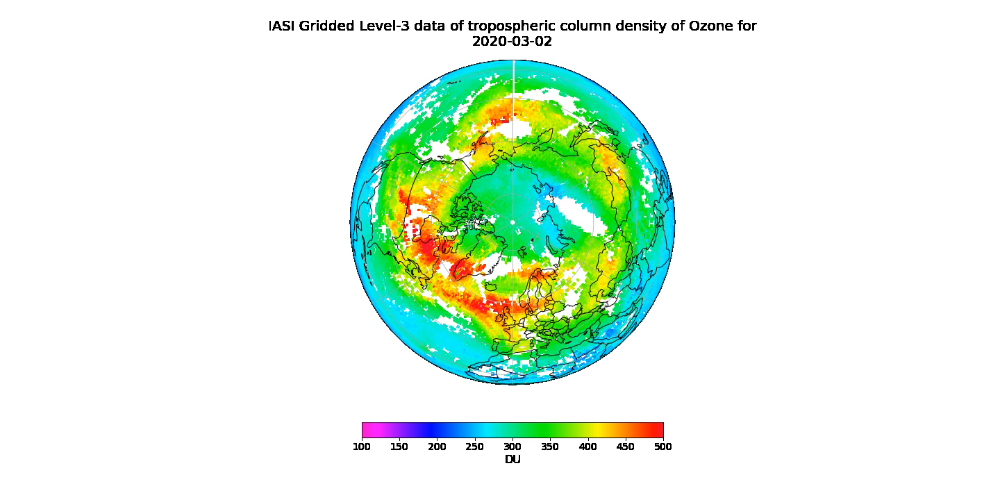 IASI Gridded Level-3 data of tropospheric column density of Ozone for
2020-03-02
100 150 200 250 300 350 400 450 500
DU